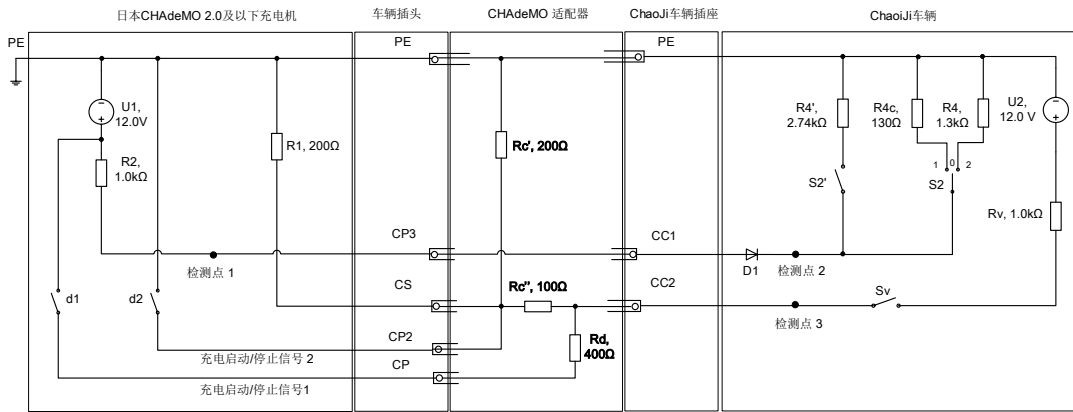 日本CHAdeMO 2.0及以下充电机
车辆插头
CHAdeMO 适配器
ChaoJi车辆插座
ChaoiJi车辆
PE
PE
PE
U1,
12.0V
R2,
1.0kΩ
R1, 200Ω
Rc', 200Ω
R4',
2.74kΩ
R4c,
130Ω
R4,
1.3kΩ
U2,
12.0 V
1
0
2
S2'
S2
Rv, 1.0kΩ
CP3
CC1
检测点 1
D1
检测点 2
d1
d2
CS
Rc'', 100Ω
CC2
Sv
检测点 3
CP2
Rd,
400Ω
充电启动/停止信号 2
CP
充电启动/停止信号1